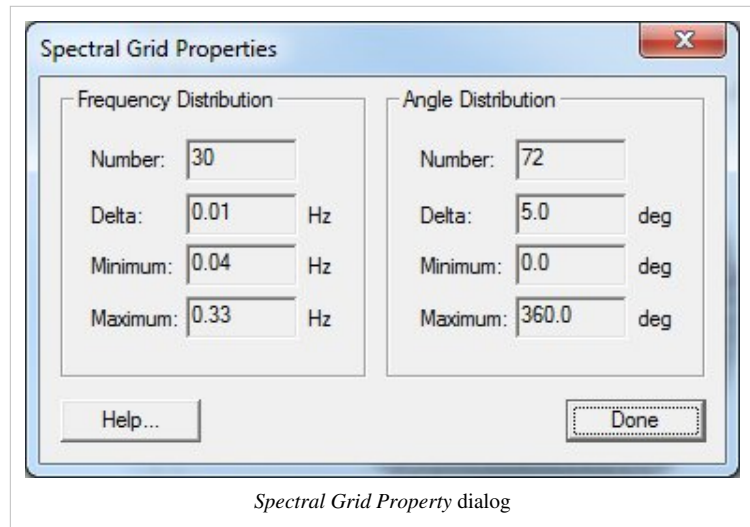 Spectral Grid Properties
Frequency Distribution
Number: 30
Delta: 0.01 Hz
Minimum: 0.04 Hz
Maximum: 0.33 Hz
Angle Distribution
Number: 72
Delta: 5.0 deg
Minimum: 0.0 deg
Maximum: 360.0 deg
Help...
Done
Spectral Grid Property dialog